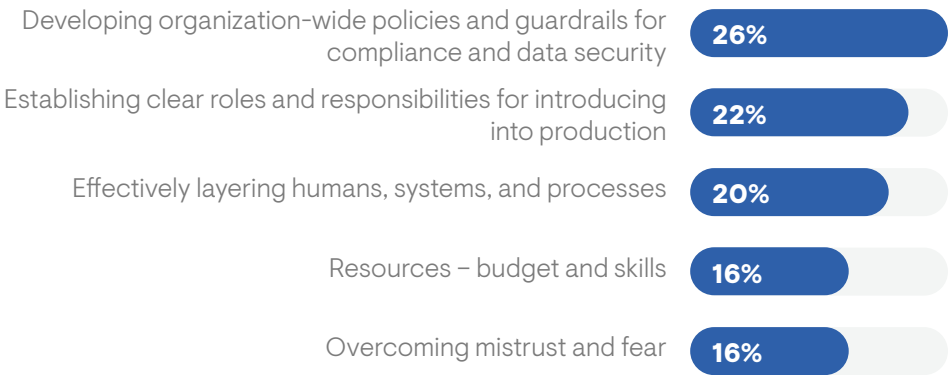 Developing organization-wide policies and guardrails for
compliance and data security
26%
Establishing clear roles and responsibilities for introducing
into production
22%
Effectively layering humans, systems, and processes
20%
Resources – budget and skills
16%
Overcoming mistrust and fear
16%